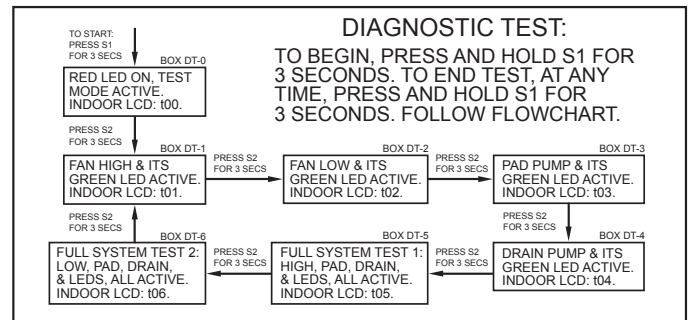 DIAGNOSTIC TEST:
TO BEGIN, PRESS AND HOLD S1 FOR
3 SECONDS. TO END TEST, AT ANY
TIME, PRESS AND HOLD S1 FOR
3 SECONDS. FOLLOW FLOWCHART.
TO START:
PRESS S1
FOR 3 SECS
BOX DT-0
RED LED ON, TEST
MODE ACTIVE.
INDOOR LCD: t00.
PRESS S2
FOR 3 SECS
BOX DT-1
FAN HIGH & ITS
GREEN LED ACTIVE.
INDOOR LCD: t01.
PRESS S2
FOR 3 SECS
BOX DT-2
FAN LOW & ITS
GREEN LED ACTIVE.
INDOOR LCD: t02.
PRESS S2
FOR 3 SECS
BOX DT-3
PAD PUMP & ITS
GREEN LED ACTIVE.
INDOOR LCD: t03.
PRESS S2
FOR 3 SECS
BOX DT-4
DRAIN PUMP & ITS
GREEN LED ACTIVE.
INDOOR LCD: t04.
PRESS S2
FOR 3 SECS
BOX DT-5
FULL SYSTEM TEST 1:
HIGH, PAD, DRAIN,
& LEDS, ALL ACTIVE.
INDOOR LCD: t05.
PRESS S2
FOR 3 SECS
BOX DT-6
FULL SYSTEM TEST 2:
LOW, PAD, DRAIN,
& LEDS, ALL ACTIVE.
INDOOR LCD: t06.
PRESS S2
FOR 3 SECS